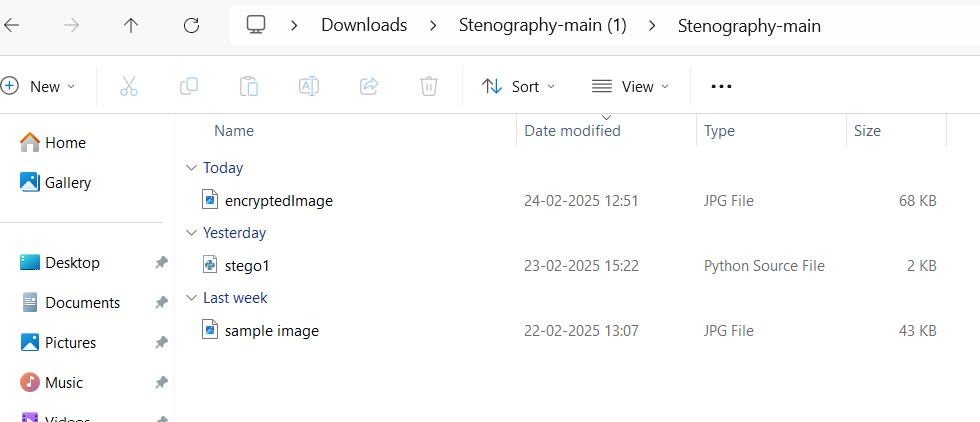 Downloads > Stenography-main (1) > Stenography-main
New Sort View ...
Name Date modified Type Size
Home
Gallery
Desktop
Documents
Pictures
Music
Videos
Today
encryptedImage 24-02-2025 12:51 JPG File 68 KB
Yesterday
stego1 23-02-2025 15:22 Python Source File 2 KB
Last week
sample image 22-02-2025 13:07 JPG File 43 KB